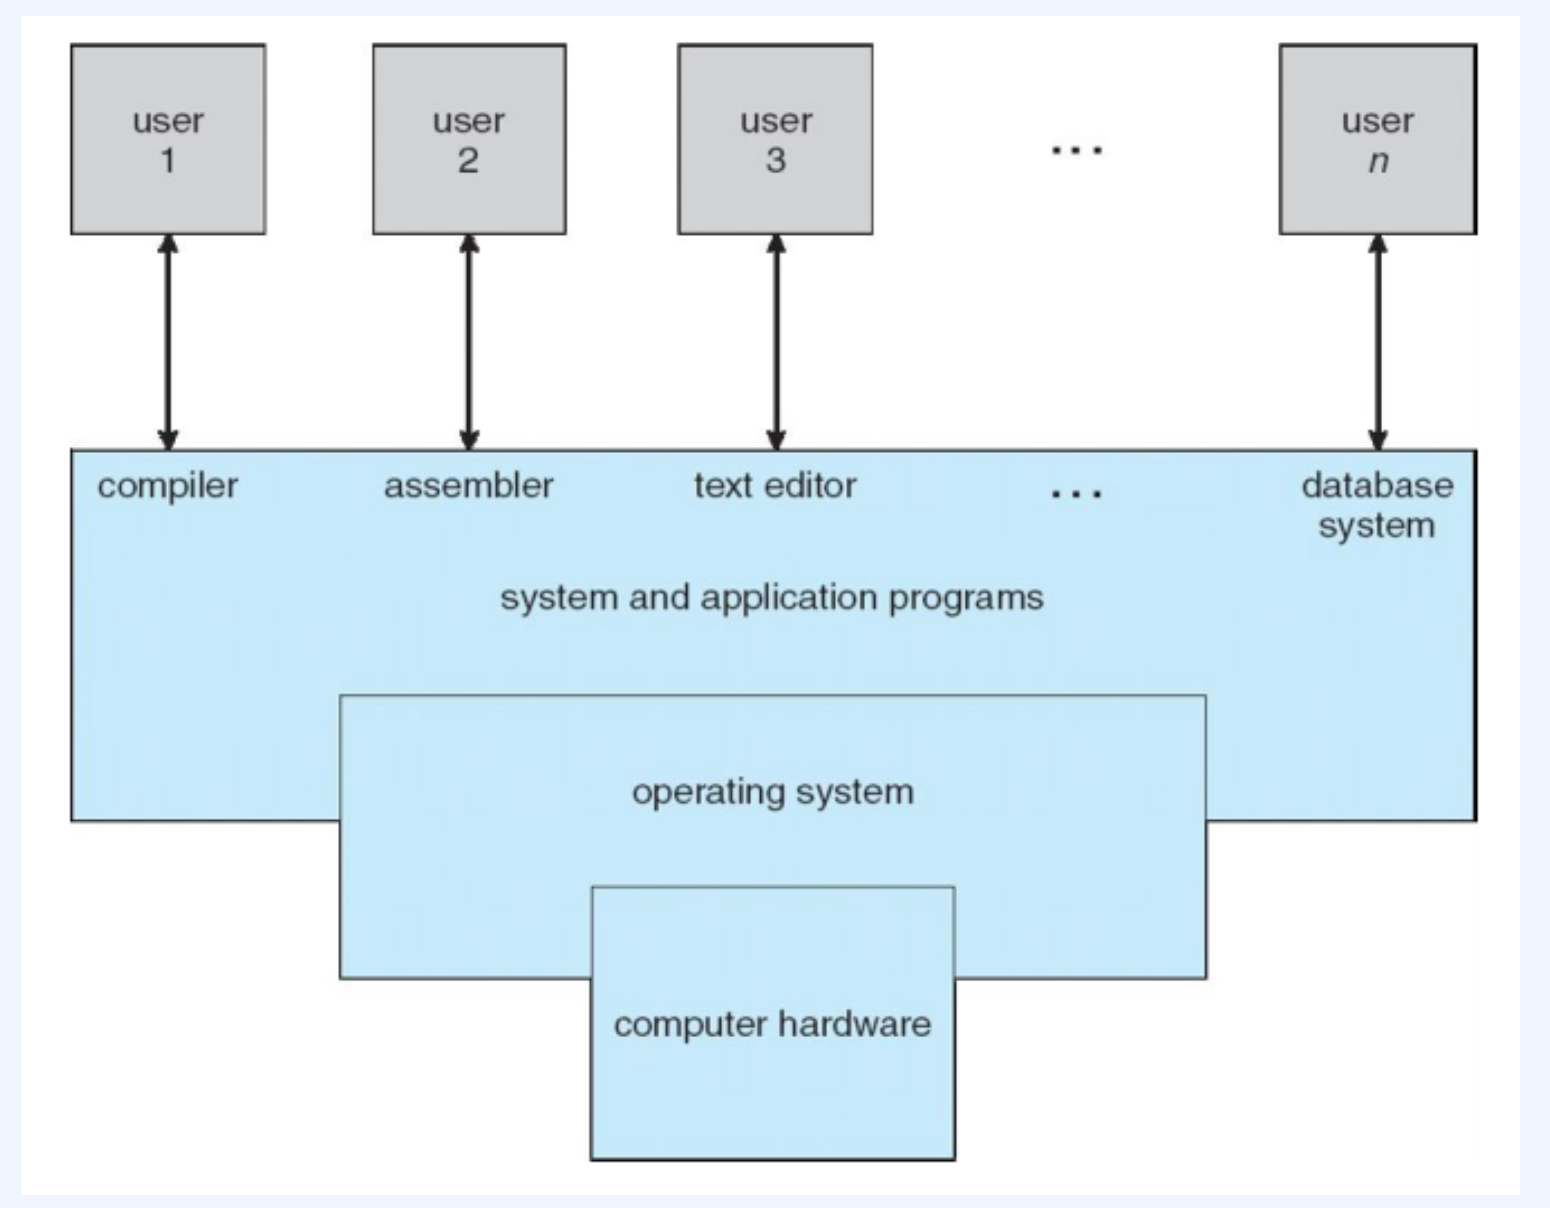 user
1
user
2
user
3
...
user
n
compiler
assembler
text editor
...
database
system
system and application programs
operating system
computer hardware